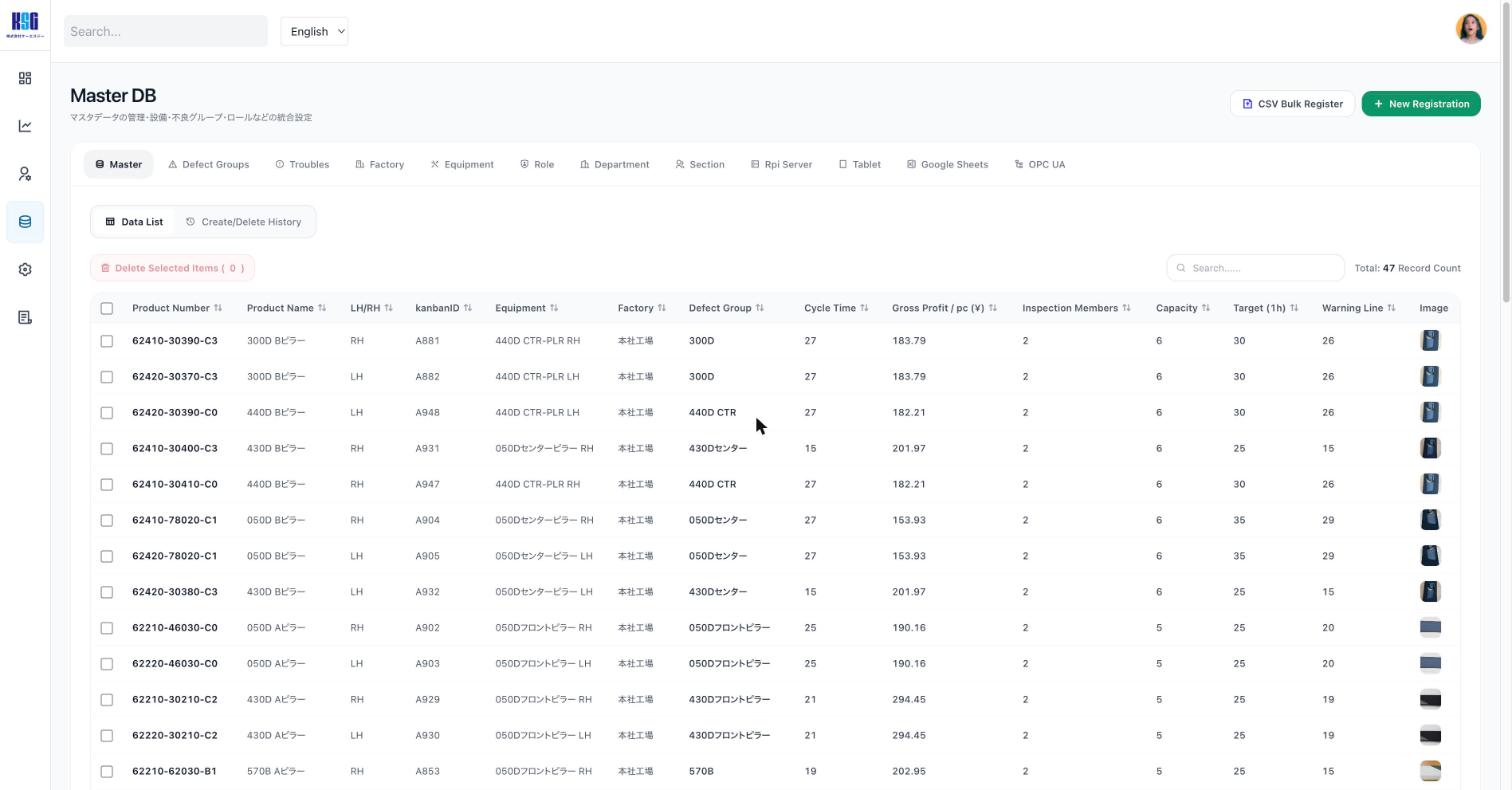 KSG
株式会社ケーエスジー
Search...
English
Master DB
マスタデータの管理・設備・不良グループ・ロールなどの統合設定
CSV Bulk Register
+ New Registration
Master Defect Groups Troubles Factory Equipment Role Department Section Rpi Server Tablet Google Sheets OPC UA
Data List Create/Delete History
Delete Selected Items ( 0 )
Search......
Total: 47 Record Count
Product Number Product Name LH/RH kanbanID Equipment Factory Defect Group Cycle Time Gross Profit / pc (¥) Inspection Members Capacity Target (1h) Warning Line Image
62410-30390-C3 300D Bピラー RH A881 440D CTR-PLR RH 本社工場 300D 27 183.79 2 6 30 26
62420-30370-C3 300D Bピラー LH A882 440D CTR-PLR LH 本社工場 300D 27 183.79 2 6 30 26
62420-30390-C0 440D Bピラー LH A948 440D CTR-PLR LH 本社工場 440D CTR 27 182.21 2 6 30 26
62410-30400-C3 430D Bピラー RH A931 050Dセンターピラー RH 本社工場 430Dセンター 15 201.97 2 6 25 15
62410-30410-C0 440D Bピラー RH A947 440D CTR-PLR RH 本社工場 440D CTR 27 182.21 2 6 30 26
62410-78020-C1 050D Bピラー RH A904 050Dセンターピラー RH 本社工場 050Dセンター 27 153.93 2 6 35 29
62420-78020-C1 050D Bピラー LH A905 050Dセンターピラー LH 本社工場 050Dセンター 27 153.93 2 6 35 29
62420-30380-C3 430D Bピラー LH A932 050Dセンターピラー LH 本社工場 430Dセンター 15 201.97 2 6 25 15
62210-46030-C0 050D Aピラー RH A902 050Dフロントピラー RH 本社工場 050Dフロントピラー 25 190.16 2 5 25 20
62220-46030-C0 050D Aピラー LH A903 050Dフロントピラー LH 本社工場 050Dフロントピラー 25 190.16 2 5 25 20
62210-30210-C2 430D Aピラー RH A929 050Dフロントピラー RH 本社工場 430Dフロントピラー 21 294.45 2 5 25 19
62220-30210-C2 430D Aピラー LH A930 050Dフロントピラー LH 本社工場 430Dフロントピラー 21 294.45 2 5 25 19
62210-62030-B1 570B Aピラー RH A853 050Dフロントピラー RH 本社工場 570B 19 202.95 2 5 25 15